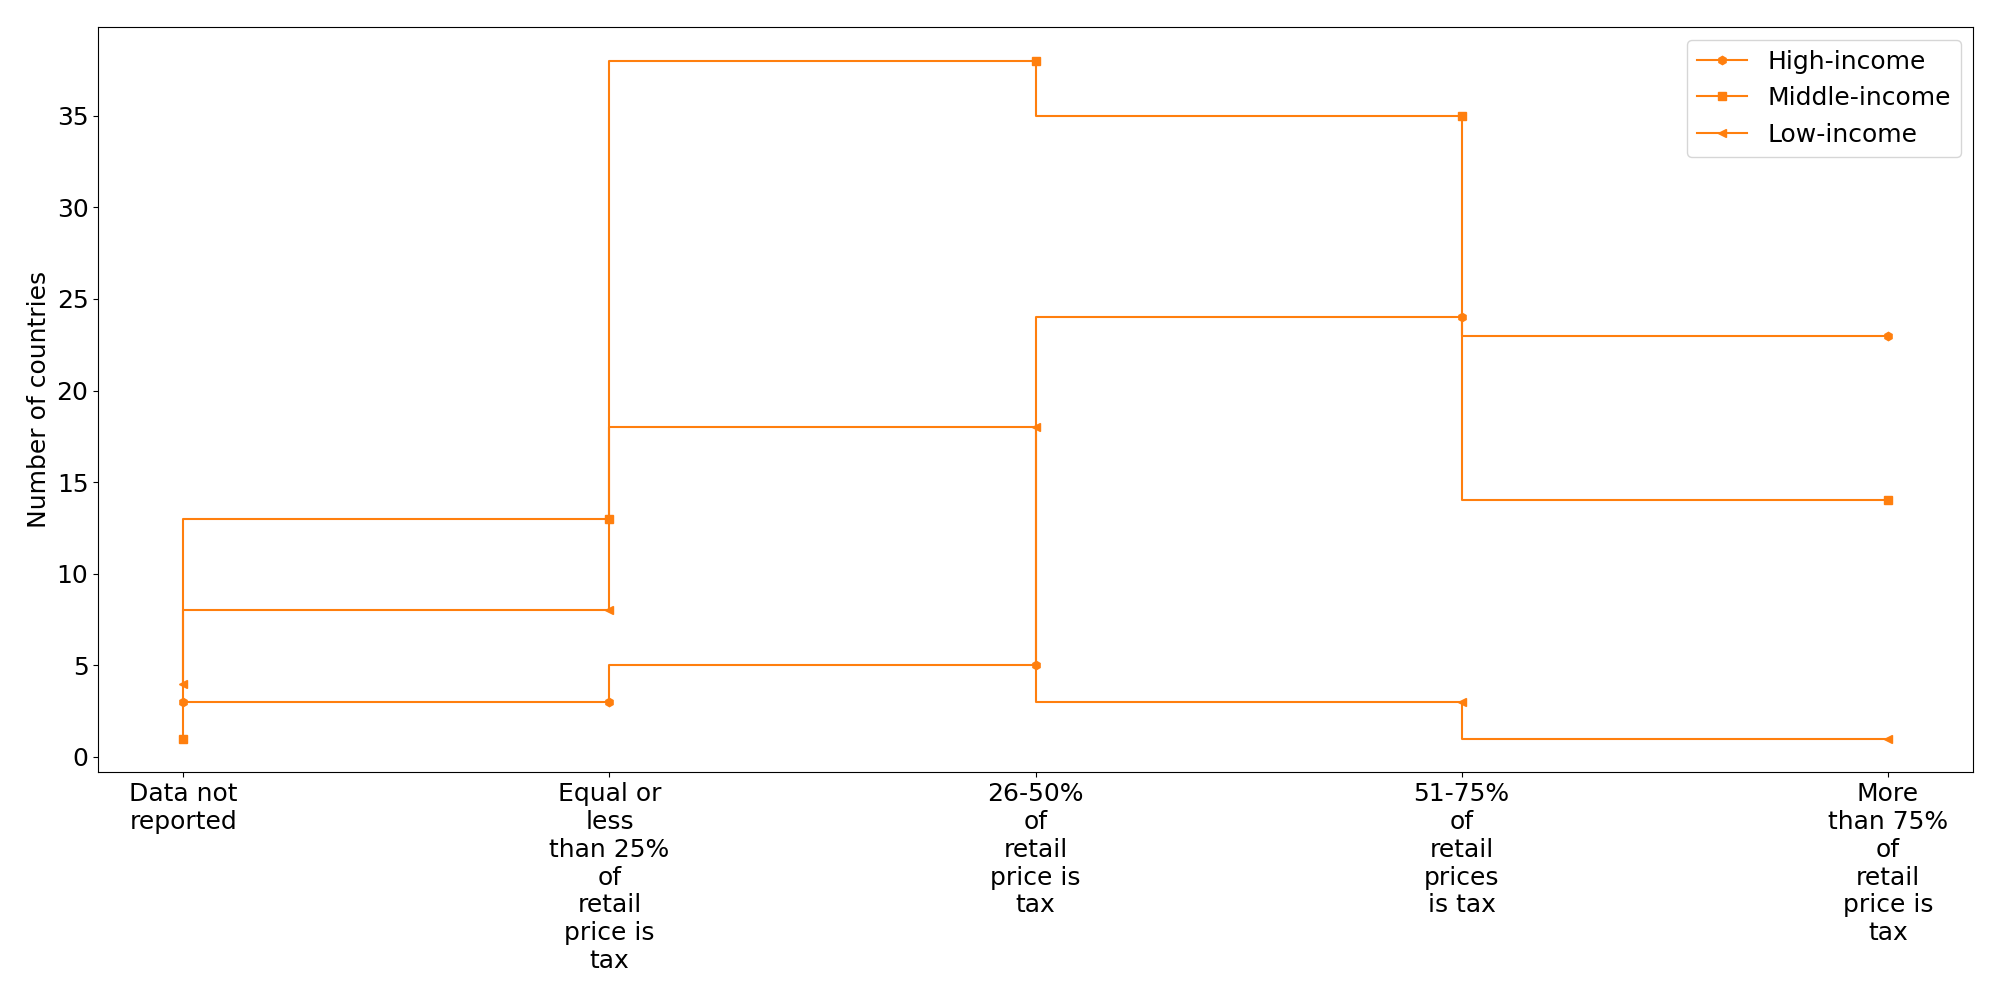 High-income
Middle-income
Low-income
Number of countries
35
30
25
20
15
10
5
0
Data not
reported
Equal or
less
than 25%
of
retail
price is
tax
26-50%
of
retail
price is
tax
51-75%
of
retail
prices
is tax
More
than 75%
of
retail
price is
tax